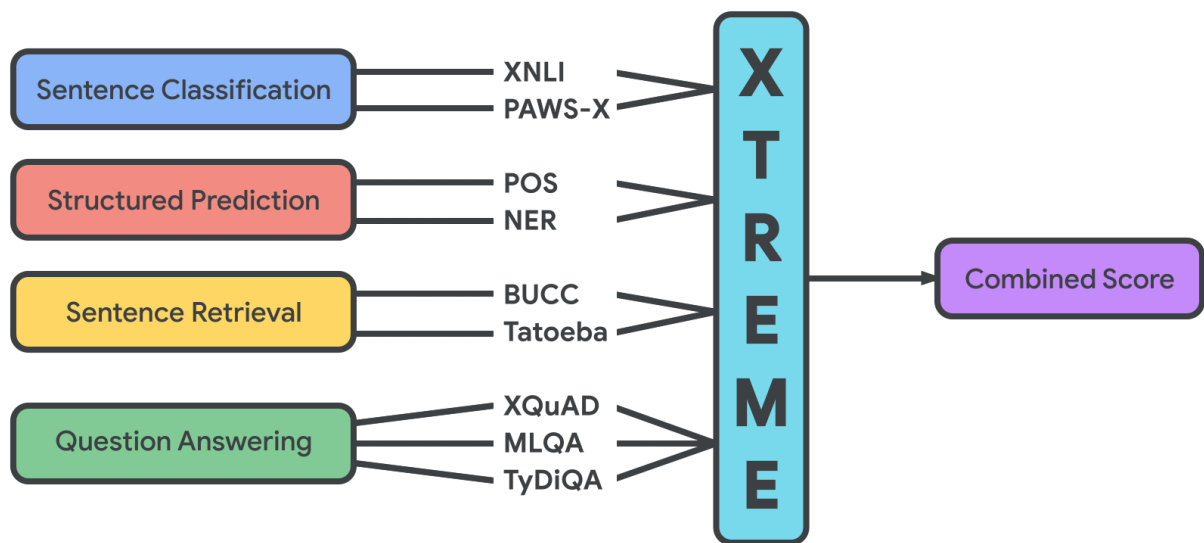 Sentence Classification
XNLI
PAWS-X
Structured Prediction
POS
NER
Sentence Retrieval
BUCC
Tatoeba
Question Answering
XQuAD
MLQA
TyDiQA
XTREME
Combined Score